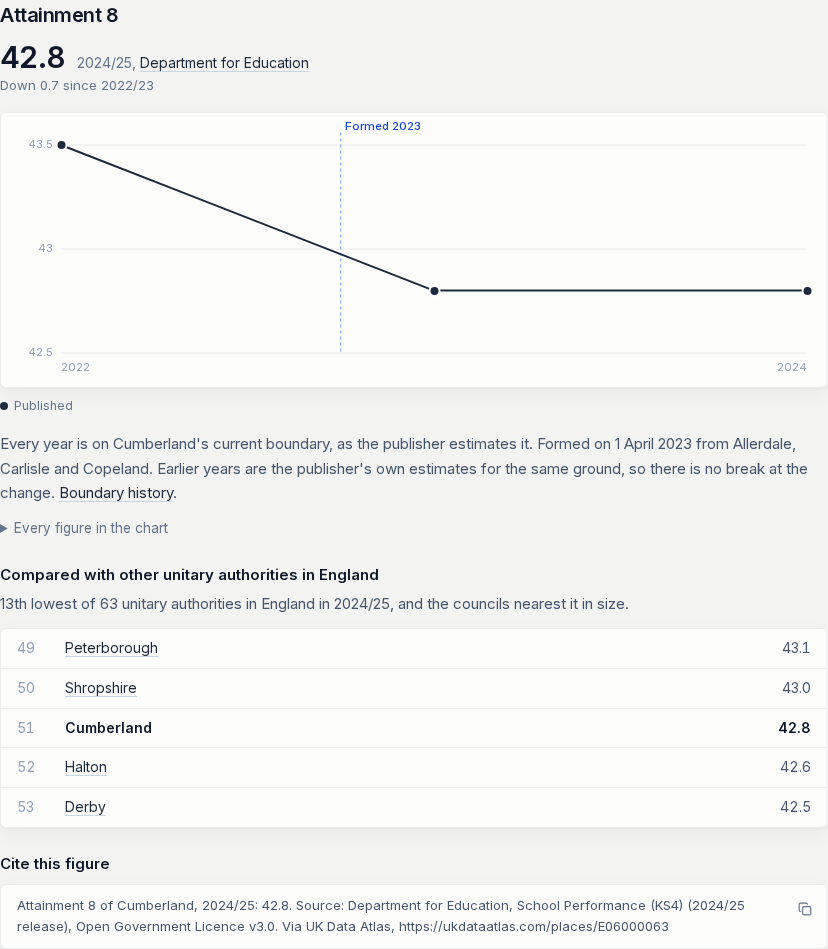 Attainment 8
42.8 2024/25, Department for Education
Down 0.7 since 2022/23
Formed 2023
43.5
43
42.5
2022 2024
Published
Every year is on Cumberland's current boundary, as the publisher estimates it. Formed on 1 April 2023 from Allerdale,
Carlisle and Copeland. Earlier years are the publisher's own estimates for the same ground, so there is no break at the
change. Boundary history.
Every figure in the chart
Compared with other unitary authorities in England
13th lowest of 63 unitary authorities in England in 2024/25, and the councils nearest it in size.
49 Peterborough 43.1
50 Shropshire 43.0
51 Cumberland 42.8
52 Halton 42.6
53 Derby 42.5
Cite this figure
Attainment 8 of Cumberland, 2024/25: 42.8. Source: Department for Education, School Performance (KS4) (2024/25
release), Open Government Licence v3.0. Via UK Data Atlas, https://ukdataatlas.com/places/E06000063